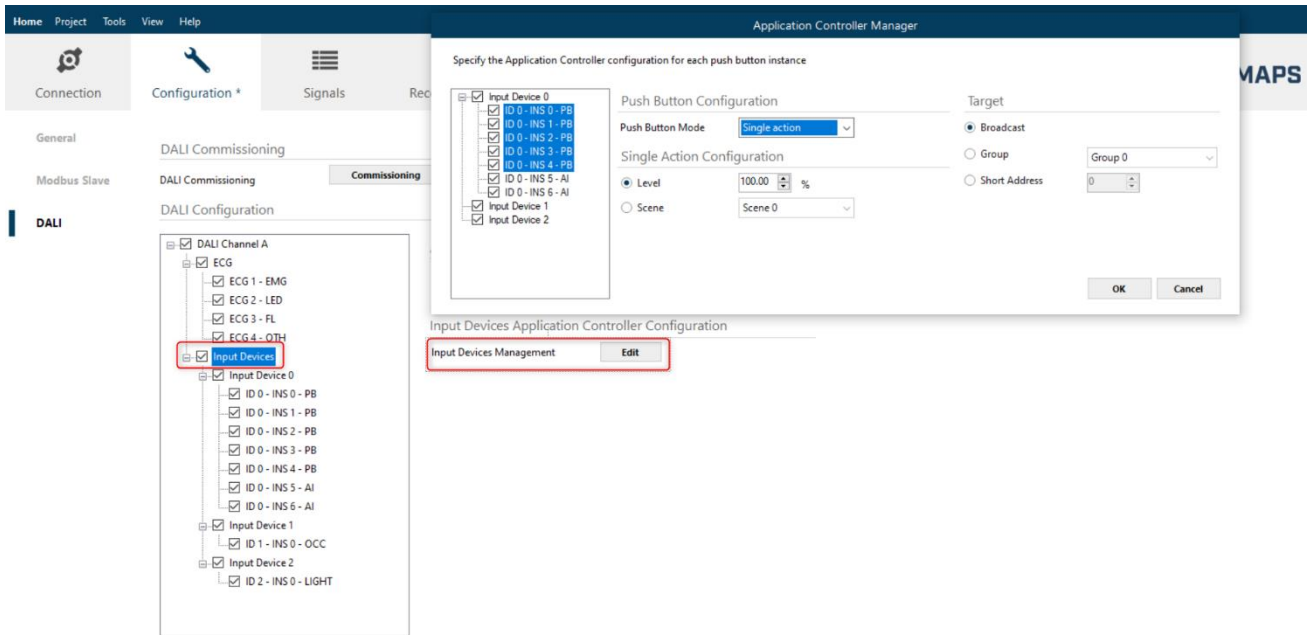 Home Project Tools View Help
Connection
Configuration *
Signals
MAPS
General
Modbus Slave
DALI
DALI Commissioning
DALI Commissioning
Commissioning
DALI Configuration
DALI Channel A
ECG
ECG 1 - EMG
ECG 2 - LED
ECG 3 - FL
ECG 4 - OTH
Input Devices
Input Device 0
ID 0 - INS 0 - PB
ID 0 - INS 1 - PB
ID 0 - INS 2 - PB
ID 0 - INS 3 - PB
ID 0 - INS 4 - PB
ID 0 - INS 5 - AI
ID 0 - INS 6 - AI
Input Device 1
ID 1 - INS 0 - OCC
Input Device 2
ID 2 - INS 0 - LIGHT
Application Controller Manager
Specify the Application Controller configuration for each push button instance
Input Device 0
ID 0 - INS 0 - PB
ID 0 - INS 1 - PB
ID 0 - INS 2 - PB
ID 0 - INS 3 - PB
ID 0 - INS 4 - PB
ID 0 - INS 5 - AI
ID 0 - INS 6 - AI
Input Device 1
Input Device 2
Push Button Configuration
Push Button Mode Single action
Single Action Configuration
Level 100.00 %
Scene Scene 0
Target
Broadcast
Group Group 0
Short Address 0
OK Cancel
Input Devices Application Controller Configuration
Input Devices Management Edit